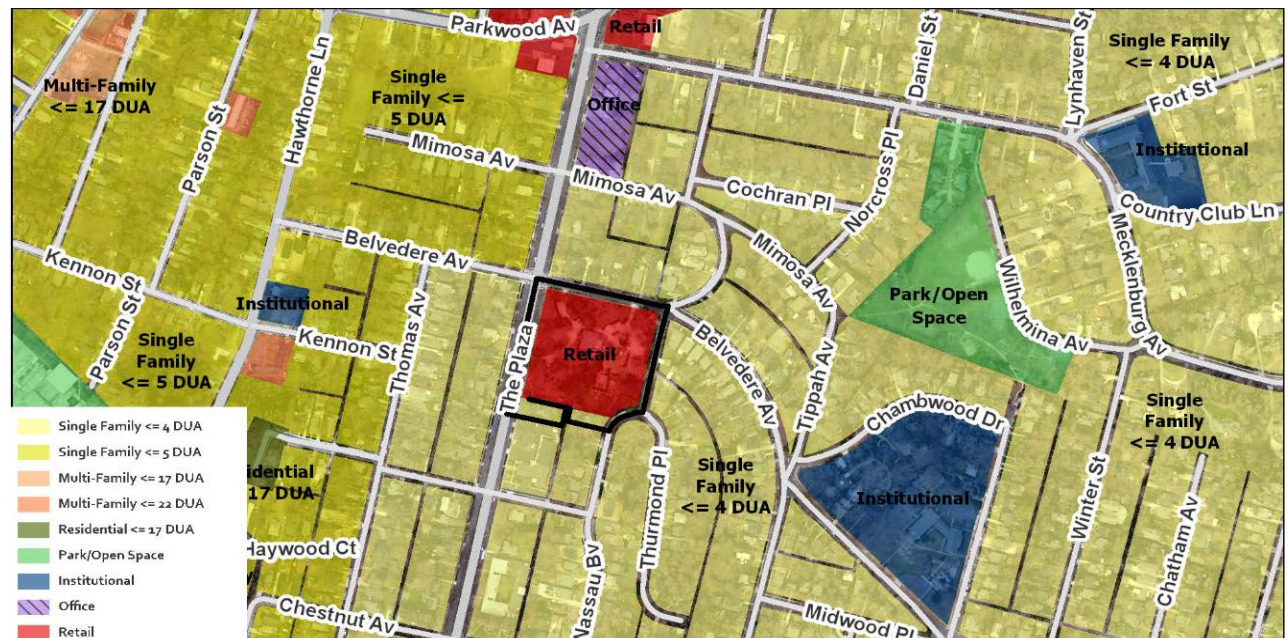 Parkwood Av
Retail
Daniel St
Lynhaven St
Single Family
<= 4 DUA
Multi-Family
<= 17 DUA
Hawthorne Ln
Single
Family <=
5 DUA
Office
Fort St
Parson St
Mimosa Av
Mimosa Av
Cochran Pl
Norcross Pl
Institutional
Country Club Ln
Mecklenburg Av
Kennon St
Belvedere Av
Mimosa Av
Parson St
Institutional
Kennon St
Thomas Av
The Plaza
Retail
Belvedere Av
Tippah Av
Park/Open
Space
Wilhelmina Av
Single
Family
<= 5 DUA
Single
Family
<= 4 DUA
Chambwood Dr
Single
Family
<= 4 DUA
Institutional
Winter St
Chatham Av
idential
17 DUA
Haywood Ct
Chestnut Av
Nassau Bv
Thurmond Pl
Midwood Pl
Single Family <= 4 DUA
Single Family <= 5 DUA
Multi-Family <= 17 DUA
Multi-Family <= 22 DUA
Residential <= 17 DUA
Park/Open Space
Institutional
Office
Retail